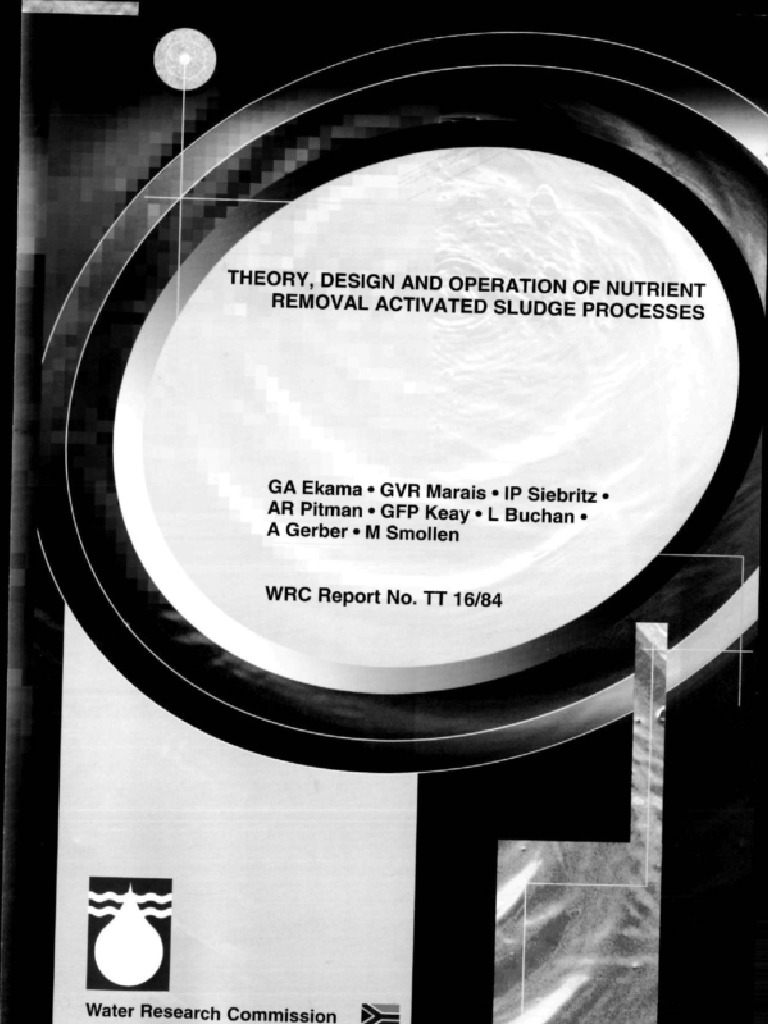 THEORY, DESIGN AND OPERATION OF NUTRIENT
REMOVAL ACTIVATED SLUDGE PROCESSES
GA Ekama • GVR Marais • IP Siebritz •
AR Pitman • GFP Keay • L Buchan •
A Gerber • M Smollen
WRC Report No. TT 16/84
Water Research Commission